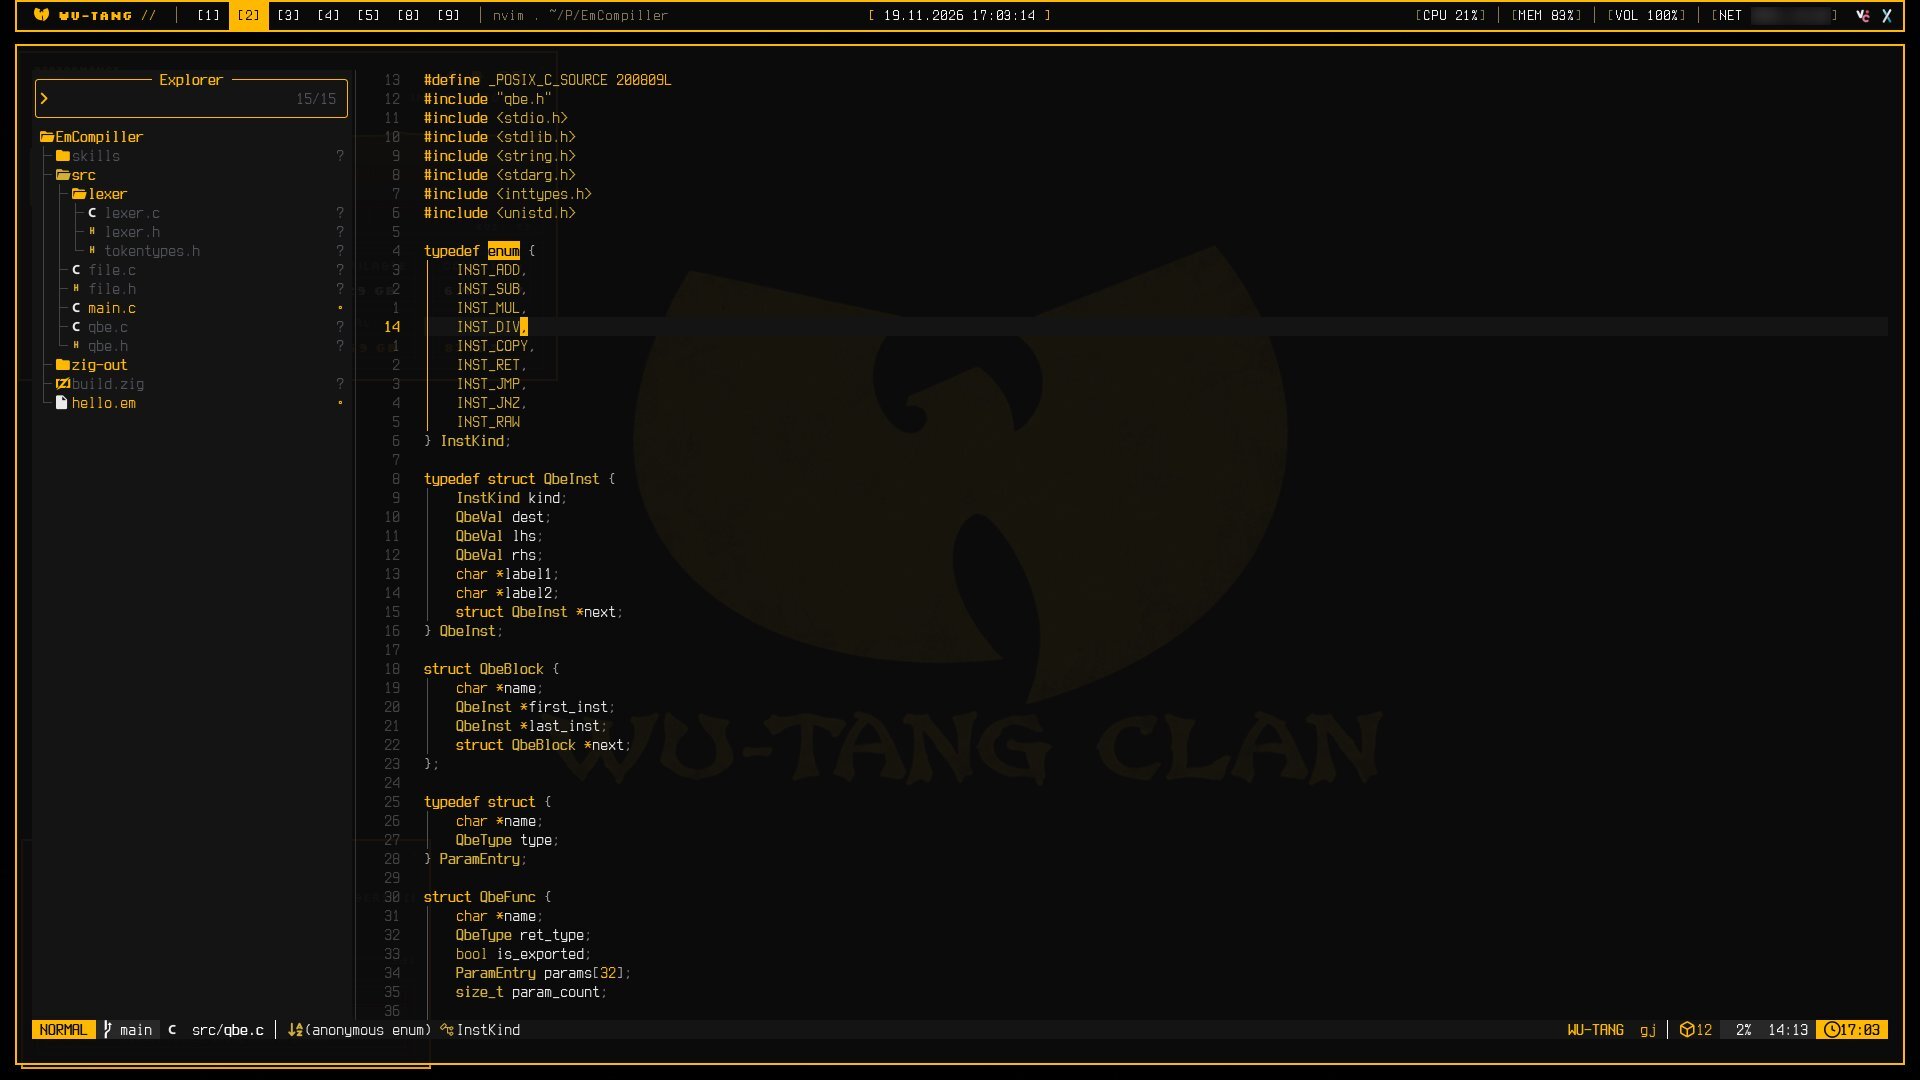 WU-TANG // [1] [2] [3] [4] [5] [8] [9] nvim . ~/P/EmCompiller [ 19.11.2026 17:03:14 ] [CPU 21%] [MEM 83%] [VOL 100%] [NET ]
Explorer
> 15/15
EmCompiller
skills ?
src
lexer
C lexer.c ?
H lexer.h ?
H tokentypes.h ?
C file.c ?
H file.h ?
C main.c
C qbe.c ?
H qbe.h ?
zig-out
build.zig ?
hello.em
13 #define _POSIX_C_SOURCE 200809L
12 #include "qbe.h"
11 #include <stdio.h>
10 #include <stdlib.h>
9 #include <string.h>
8 #include <stdarg.h>
7 #include <inttypes.h>
6 #include <unistd.h>
5
4 typedef enum {
3 INST_ADD,
2 INST_SUB,
1 INST_MUL,
14 INST_DIV,
1 INST_COPY,
2 INST_RET,
3 INST_JMP,
4 INST_JNZ,
5 INST_RAW
6 } InstKind;
7
8 typedef struct QbeInst {
9 InstKind kind;
10 QbeVal dest;
11 QbeVal lhs;
12 QbeVal rhs;
13 char *label1;
14 char *label2;
15 struct QbeInst *next;
16 } QbeInst;
17
18 struct QbeBlock {
19 char *name;
20 QbeInst *first_inst;
21 QbeInst *last_inst;
22 struct QbeBlock *next;
23 };
24
25 typedef struct {
26 char *name;
27 QbeType type;
28 } ParamEntry;
29
30 struct QbeFunc {
31 char *name;
32 QbeType ret_type;
33 bool is_exported;
34 ParamEntry params[32];
35 size_t param_count;
36
WU-TANG CLAN
NORMAL main C src/qbe.c (anonymous enum) InstKind WU-TANG gj 12 2% 14:13 17:03